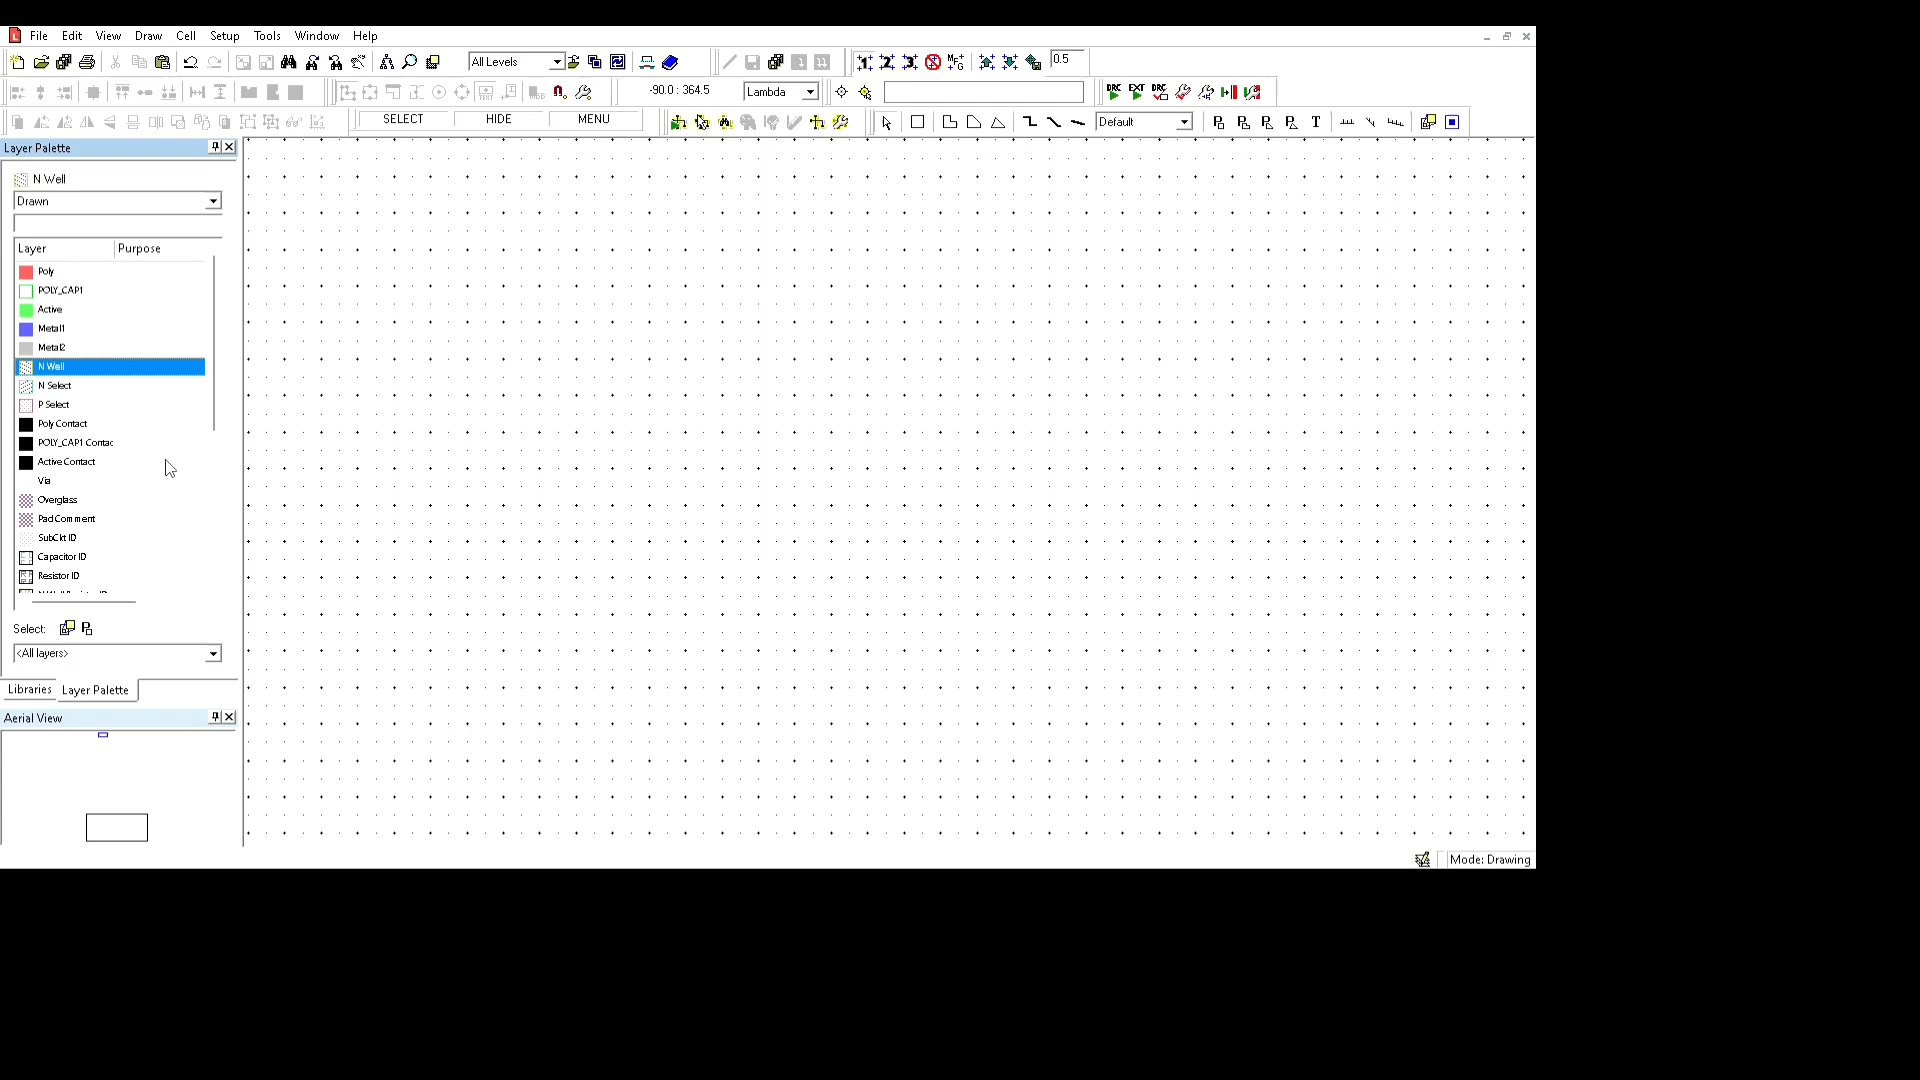 File Edit View Draw Cell Setup Tools Window Help
All Levels
0.5
-90.0 : 364.5 Lambda
DRC EXT DRC
SELECT HIDE MENU
Default
Layer Palette
N Well
Drawn
Layer Purpose
Poly
POLY_CAP1
Active
Metal1
Metal2
N Well
N Select
P Select
Poly Contact
POLY_CAP1 Contac
Active Contact
Via
Overglass
Pad Comment
SubCkt ID
Capacitor ID
Resistor ID
Select:
<All layers>
Libraries Layer Palette
Aerial View
Mode: Drawing